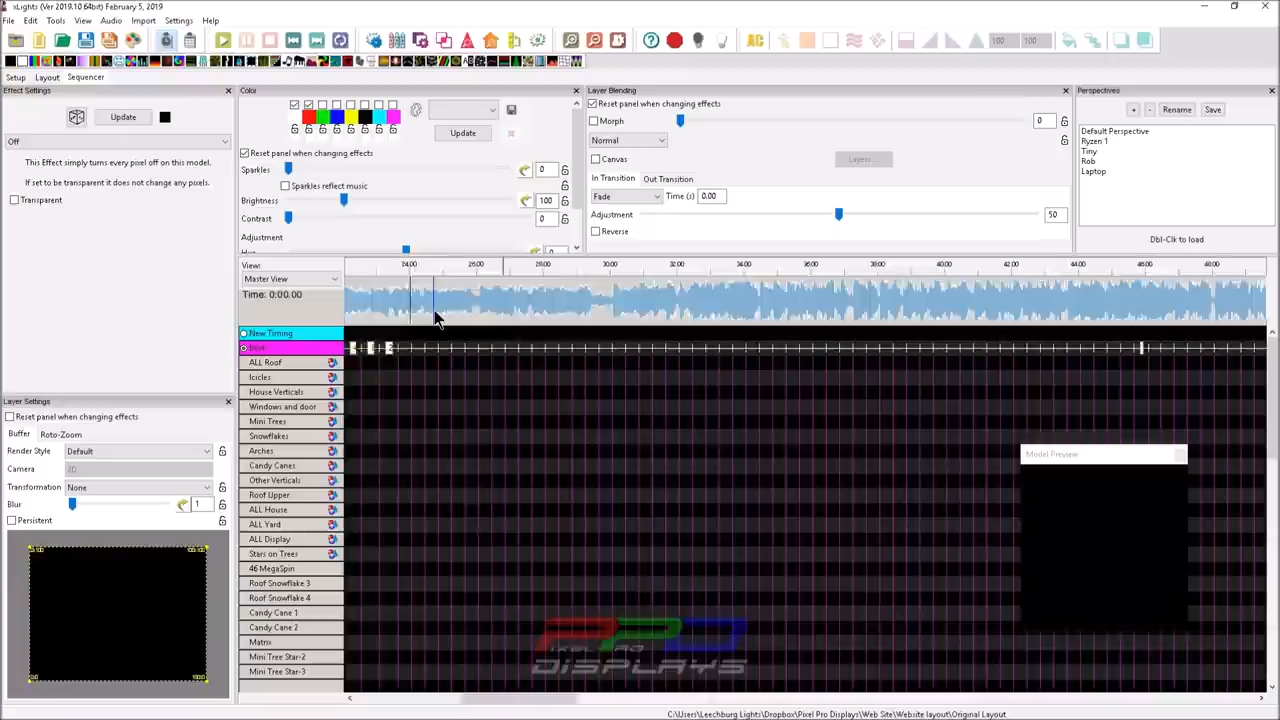 xLights (Ver 2019.10 64bit) February 5, 2019
File Edit Tools View Audio Import Settings Help
100 100
Setup Layout Sequencer
Effect Settings
Update
Off
This Effect simply turns every pixel off on this model.
If set to be transparent it does not change any pixels.
Transparent
Color
Update
Reset panel when changing effects
Sparkles 0
Sparkles reflect music
Brightness 100
Contrast 0
Adjustment
Layer Blending
Reset panel when changing effects
Morph 0
Normal
Canvas Layers...
In Transition Out Transition
Fade Time (s) 0.00
Adjustment 50
Reverse
Perspectives
+ - Rename Save
Default Perspective
Ryzen 1
Tiny
Rob
Laptop
Dbl-Clk to load
View:
Master View
Time: 0:00.00
24.00 26.00 28.00 30.00 32.00 34.00 36.00 38.00 40.00 42.00 44.00 46.00 48.00
New Timing
ALL Roof
Icicles
House Verticals
Windows and door
Mini Trees
Snowflakes
Arches
Candy Canes
Other Verticals
Roof Upper
ALL House
ALL Yard
ALL Display
Stars on Trees
46 MegaSpin
Roof Snowflake 3
Roof Snowflake 4
Candy Cane 1
Candy Cane 2
Matrix
Mini Tree Star-2
Mini Tree Star-3
Layer Settings
Reset panel when changing effects
Buffer Roto-Zoom
Render Style Default
Camera 2D
Transformation None
Blur 1
Persistent
Model Preview
PPD
PIXEL PRO
DISPLAYS
C:\Users\Leechburg Lights\Dropbox\Pixel Pro Displays\Web Site\Website layout\Original Layout